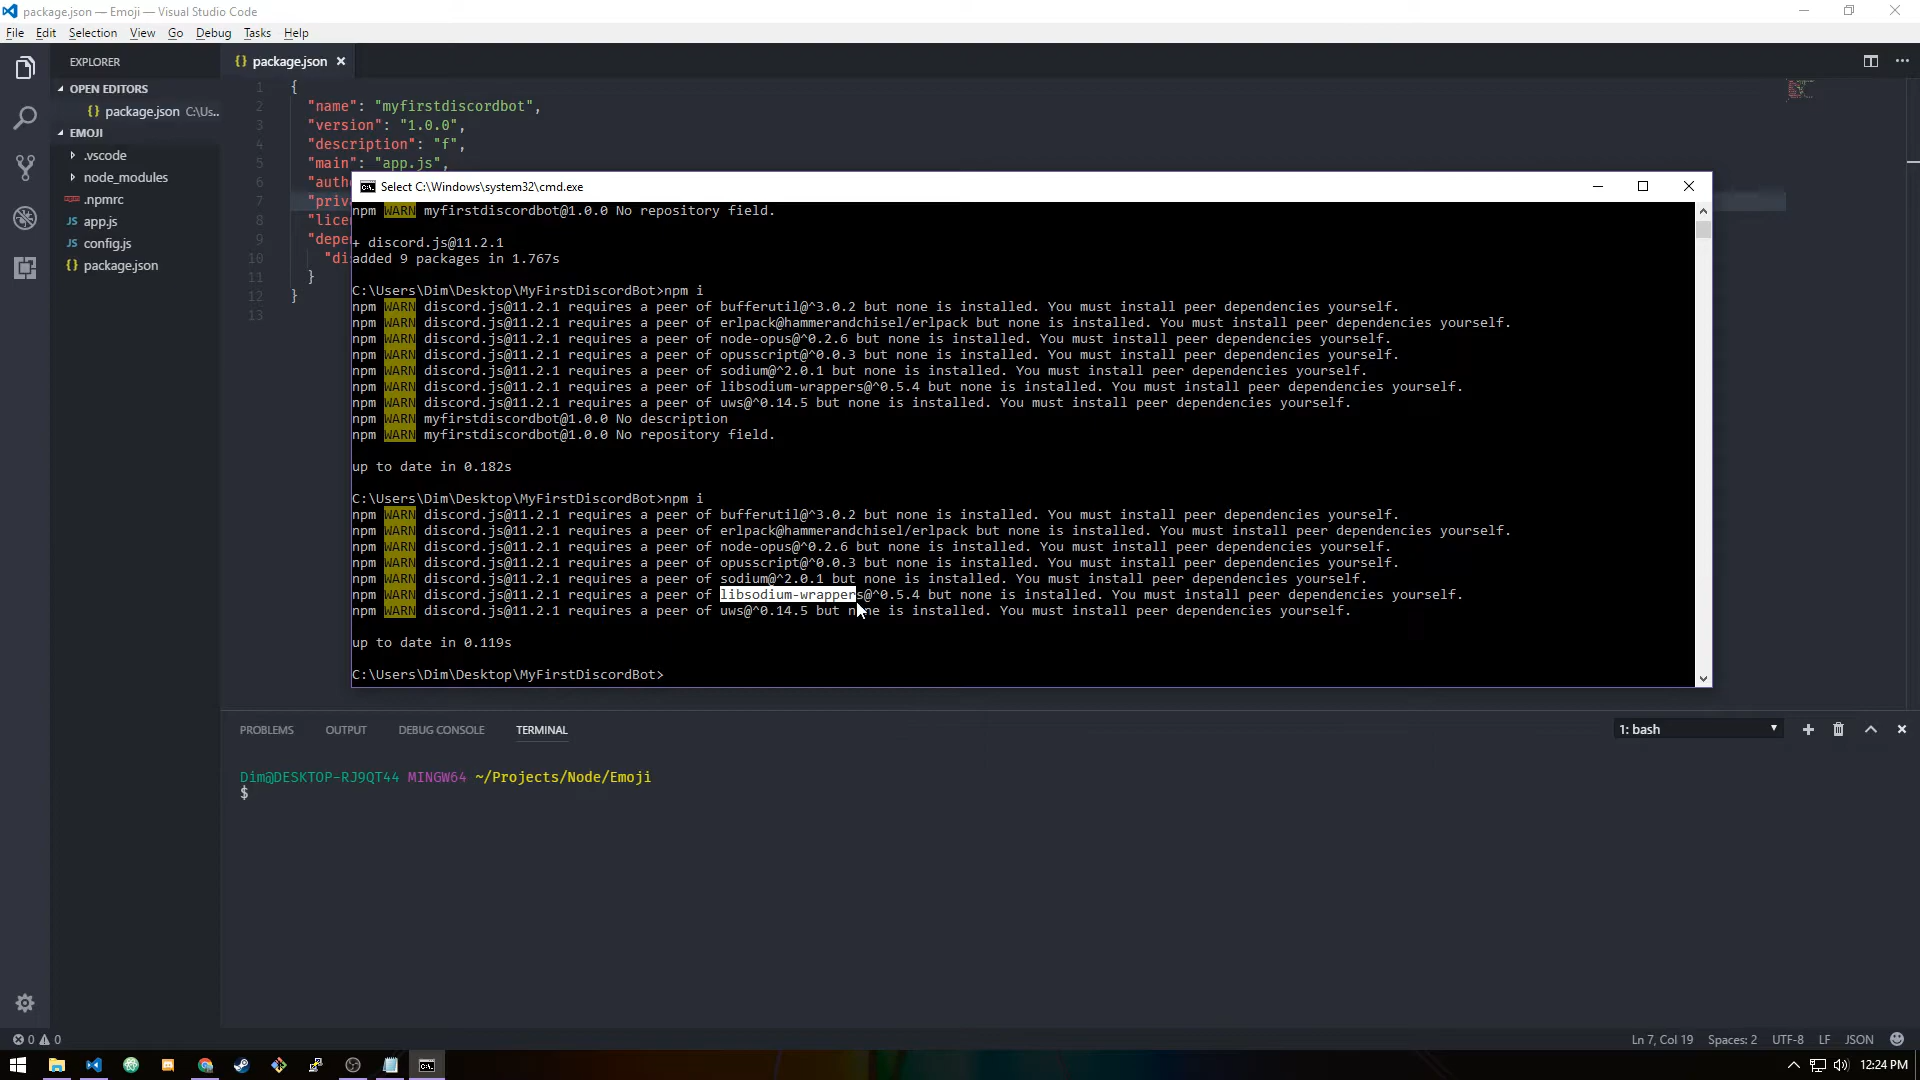 package.json — Emoji — Visual Studio Code
File Edit Selection View Go Debug Tasks Help
EXPLORER
OPEN EDITORS
{} package.json C:\Us...
EMOJI
.vscode
node_modules
.npmrc
JS app.js
JS config.js
{} package.json
{} package.json
1 {
2 "name": "myfirstdiscordbot",
3 "version": "1.0.0",
4 "description": "f",
5 "main": "app.js",
6 "auth
7 "priv
8 "lice
9 "depe
10 "di
11 }
12 }
13
Select C:\Windows\system32\cmd.exe
npm WARN myfirstdiscordbot@1.0.0 No repository field.
+ discord.js@11.2.1
added 9 packages in 1.767s
C:\Users\Dim\Desktop\MyFirstDiscordBot>npm i
npm WARN discord.js@11.2.1 requires a peer of bufferutil@^3.0.2 but none is installed. You must install peer dependencies yourself.
npm WARN discord.js@11.2.1 requires a peer of erlpack@hammerandchisel/erlpack but none is installed. You must install peer dependencies yourself.
npm WARN discord.js@11.2.1 requires a peer of node-opus@^0.2.6 but none is installed. You must install peer dependencies yourself.
npm WARN discord.js@11.2.1 requires a peer of opusscript@^0.0.3 but none is installed. You must install peer dependencies yourself.
npm WARN discord.js@11.2.1 requires a peer of sodium@^2.0.1 but none is installed. You must install peer dependencies yourself.
npm WARN discord.js@11.2.1 requires a peer of libsodium-wrappers@^0.5.4 but none is installed. You must install peer dependencies yourself.
npm WARN discord.js@11.2.1 requires a peer of uws@^0.14.5 but none is installed. You must install peer dependencies yourself.
npm WARN myfirstdiscordbot@1.0.0 No description
npm WARN myfirstdiscordbot@1.0.0 No repository field.
up to date in 0.182s
C:\Users\Dim\Desktop\MyFirstDiscordBot>npm i
npm WARN discord.js@11.2.1 requires a peer of bufferutil@^3.0.2 but none is installed. You must install peer dependencies yourself.
npm WARN discord.js@11.2.1 requires a peer of erlpack@hammerandchisel/erlpack but none is installed. You must install peer dependencies yourself.
npm WARN discord.js@11.2.1 requires a peer of node-opus@^0.2.6 but none is installed. You must install peer dependencies yourself.
npm WARN discord.js@11.2.1 requires a peer of opusscript@^0.0.3 but none is installed. You must install peer dependencies yourself.
npm WARN discord.js@11.2.1 requires a peer of sodium@^2.0.1 but none is installed. You must install peer dependencies yourself.
npm WARN discord.js@11.2.1 requires a peer of libsodium-wrappers@^0.5.4 but none is installed. You must install peer dependencies yourself.
npm WARN discord.js@11.2.1 requires a peer of uws@^0.14.5 but none is installed. You must install peer dependencies yourself.
up to date in 0.119s
C:\Users\Dim\Desktop\MyFirstDiscordBot>
PROBLEMS OUTPUT DEBUG CONSOLE TERMINAL 1: bash
Dim@DESKTOP-RJ9QT44 MINGW64 ~/Projects/Node/Emoji
$
0 0 Ln 7, Col 19 Spaces: 2 UTF-8 LF JSON
12:24 PM